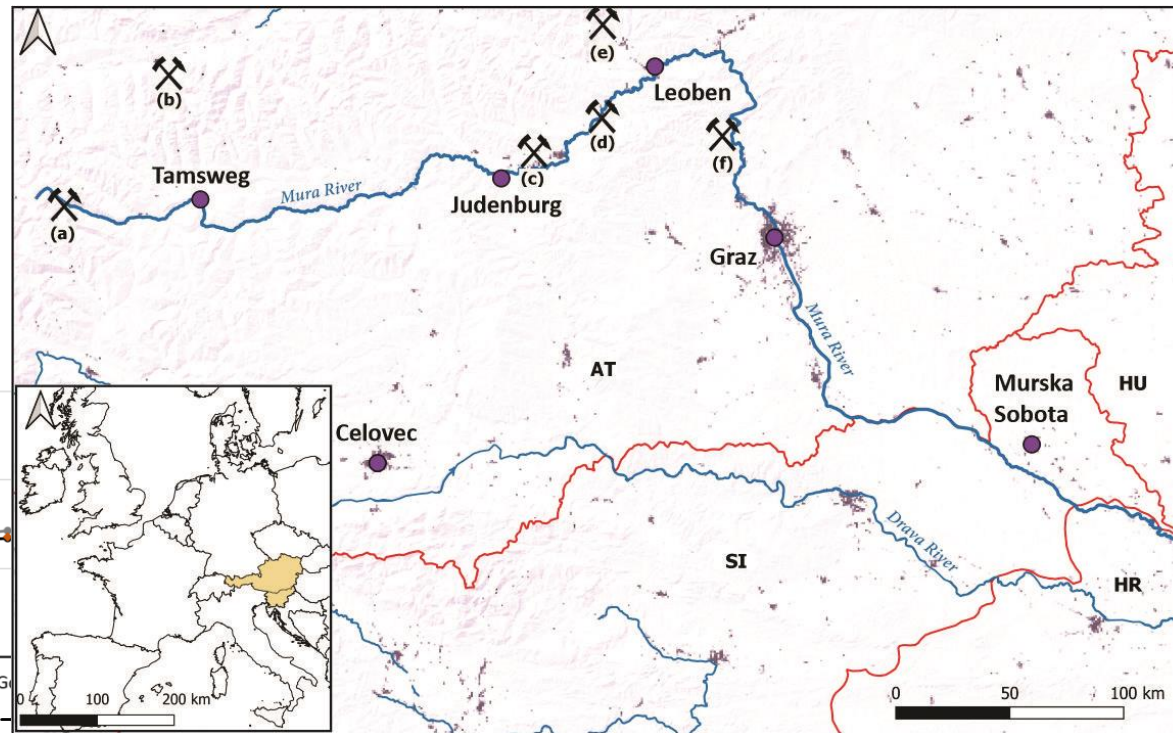 (e)
(b)
Leoben
(d)
(f)
Tamsweg
Mura River
(c)
Judenburg
(a)
Graz
Mura River
AT
Murska
Sobota
HU
Celovec
Drava River
SI
HR
0 100 200 km
0 50 100 km